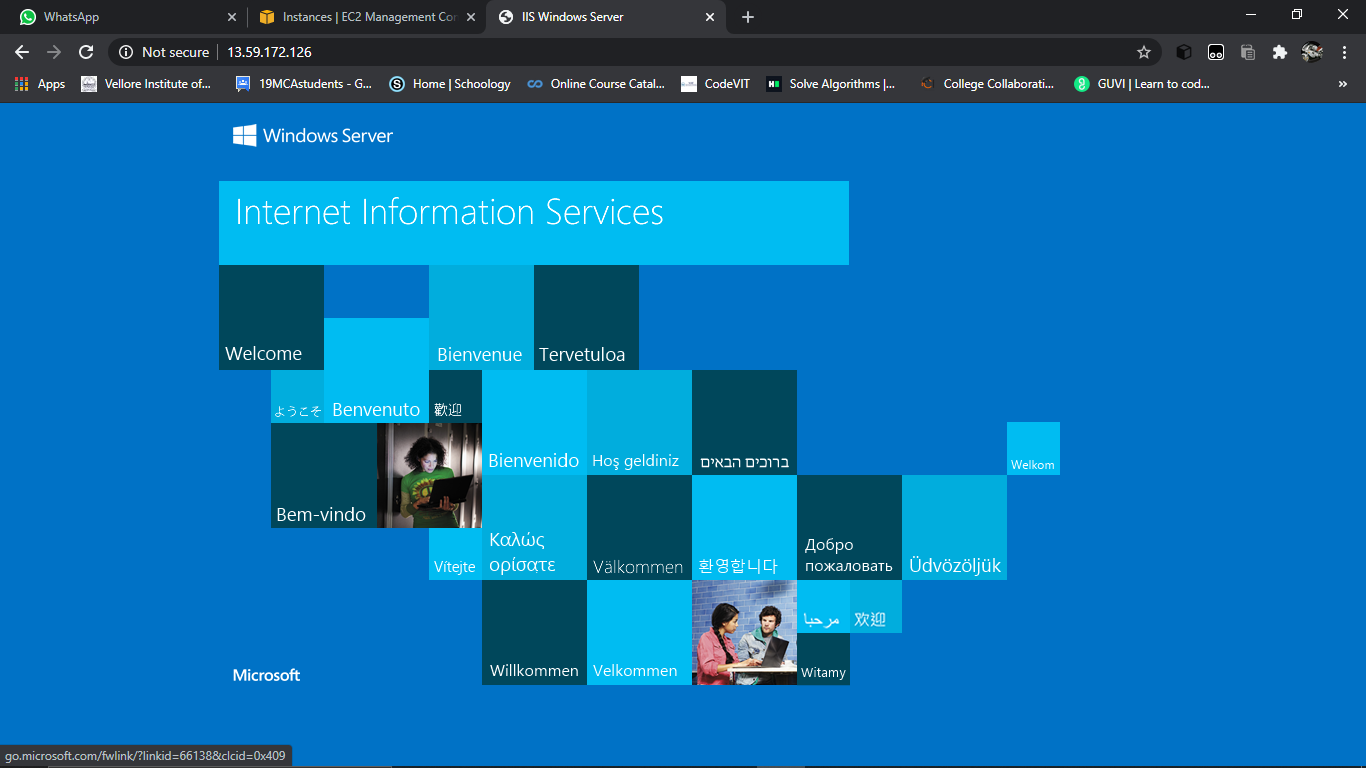 WhatsApp
Instances | EC2 Management Con
IIS Windows Server
Not secure
13.59.172.126
Apps
Vellore Institute of...
19MCAstudents - G...
Home | Schoology
Online Course Catal...
CodeVIT
Solve Algorithms |...
College Collaborati...
GUVI | Learn to cod...
»
Windows Server
Internet Information Services
Welcome
Bienvenue
Tervetuloa
ようこそ
Benvenuto
歡迎
Bienvenido
Hoş geldiniz
ברוכים הבאים
Welkom
Bem-vindo
Vítejte
Καλώς
ορίσατε
Välkommen
환영합니다
Добро
пожаловать
Üdvözöljük
مرحبا
欢迎
Willkommen
Velkommen
Witamy
Microsoft
go.microsoft.com/fwlink/?linkid=66138&clcid=0x409